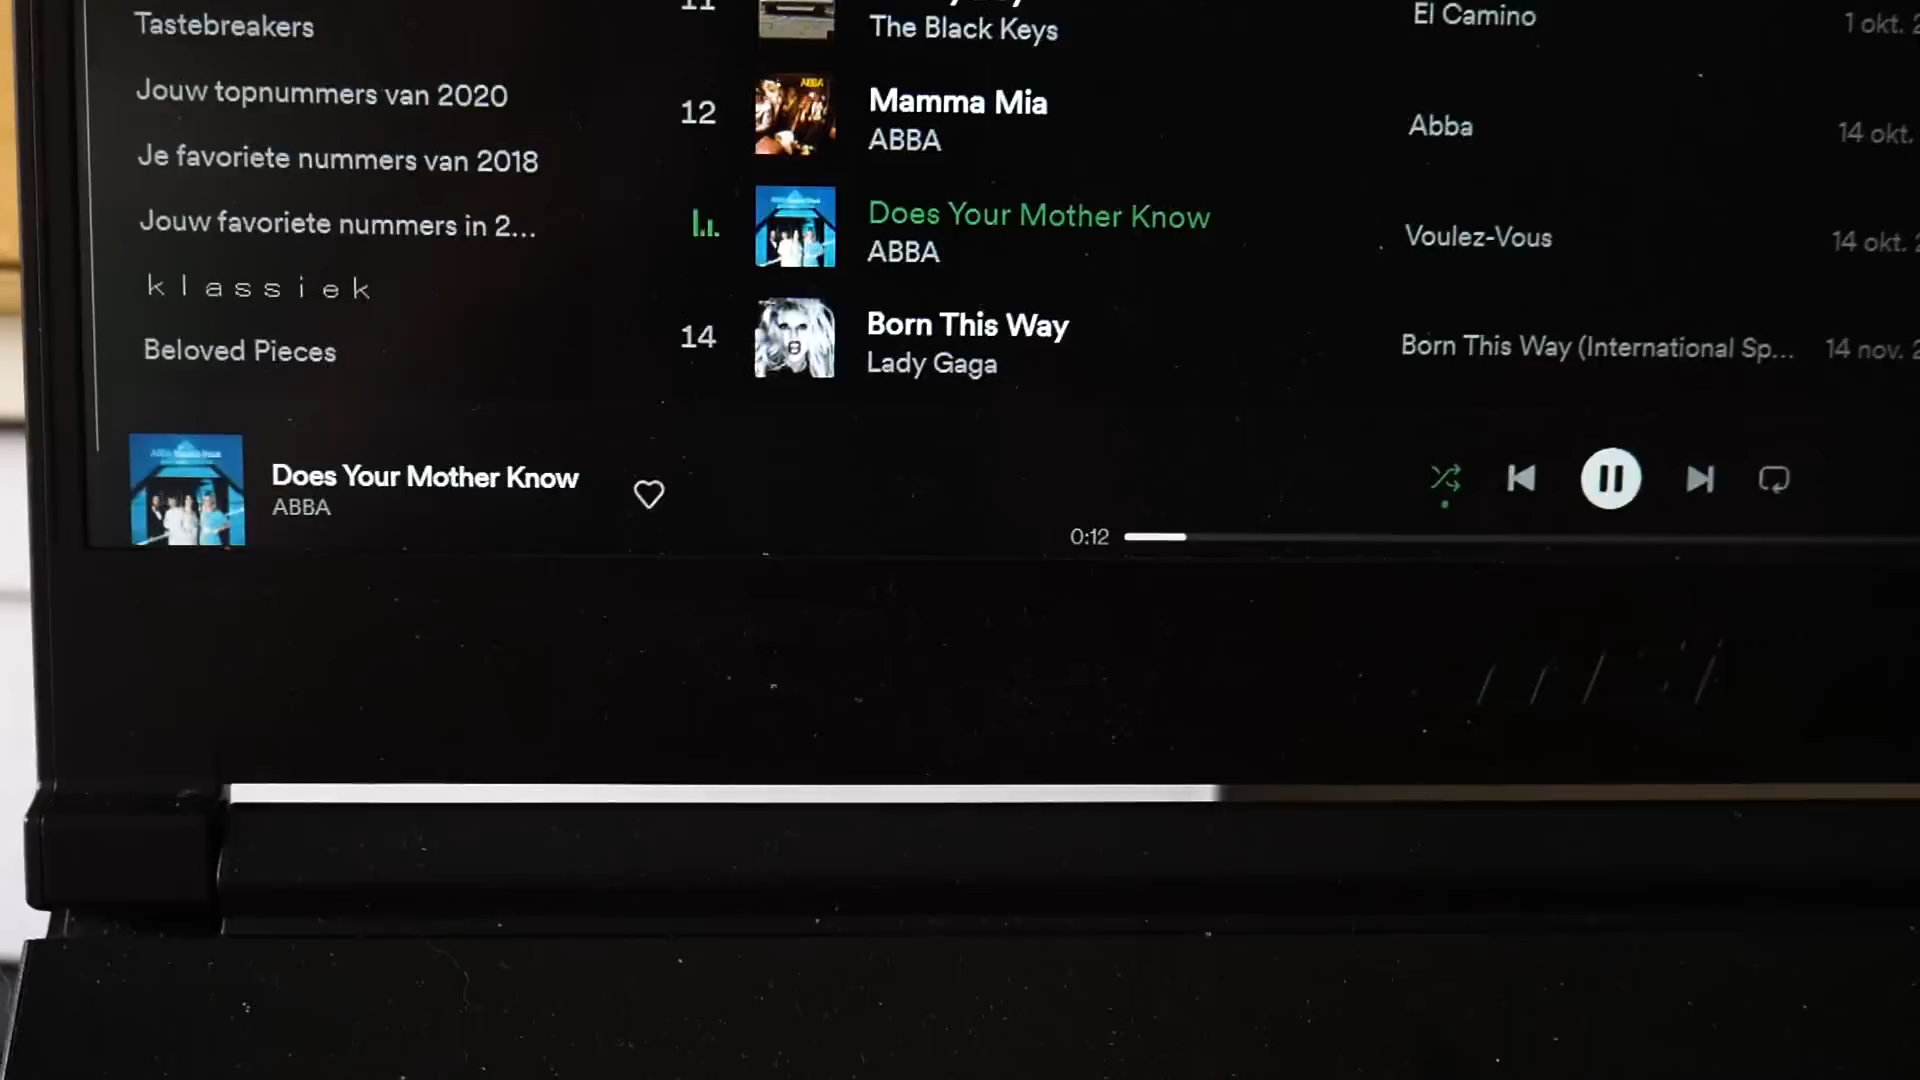 Tastebreakers
Jouw topnummers van 2020
Je favoriete nummers van 2018
Jouw favoriete nummers in 2...
klassiek
Beloved Pieces
11
The Black Keys
El Camino
1 okt.
12
Mamma Mia
ABBA
Abba
14 okt.
Does Your Mother Know
ABBA
Voulez-Vous
14 okt.
14
Born This Way
Lady Gaga
Born This Way (International Sp...
14 nov.
Does Your Mother Know
ABBA
0:12